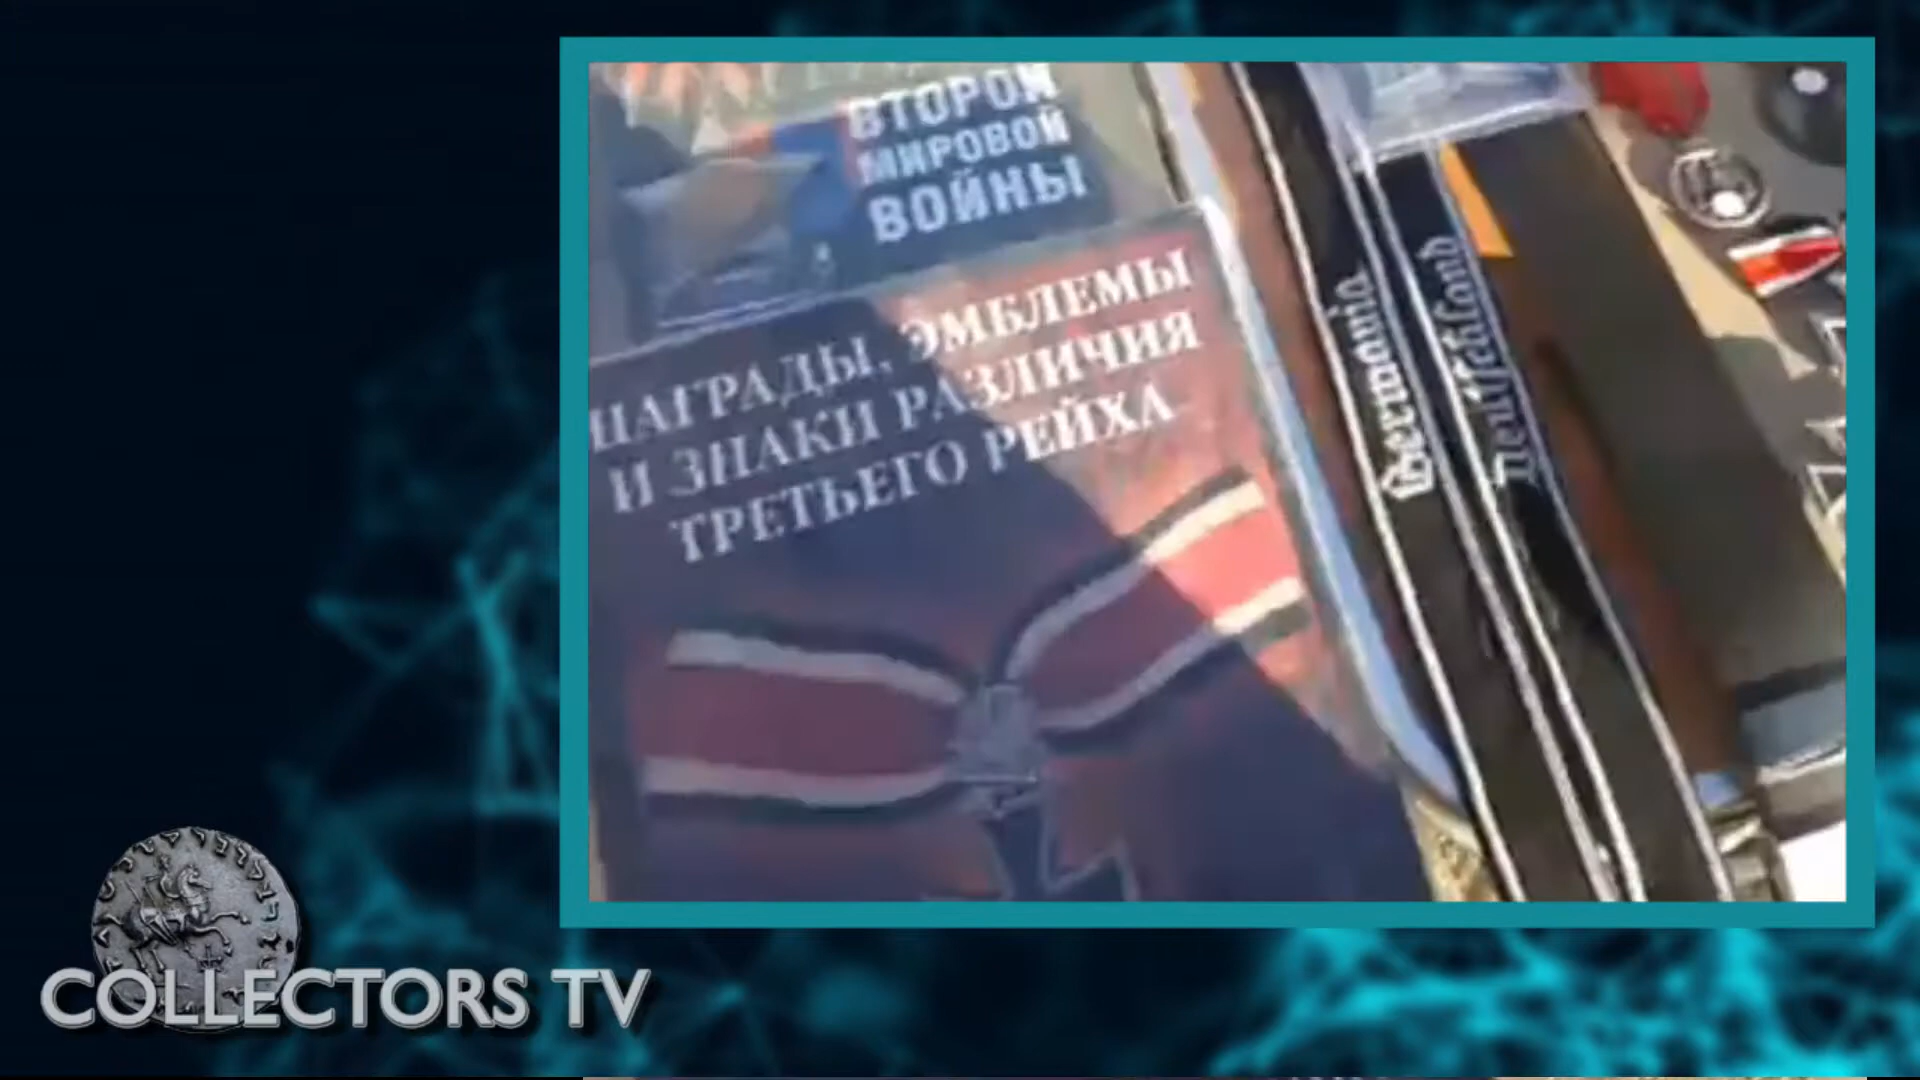 ВТОРОЙ
МИРОВОЙ
ВОЙНЫ
НАГРАДЫ, ЭМБЛЕМЫ
И ЗНАКИ РАЗЛИЧИЯ
ТРЕТЬЕГО РЕЙХА
Germania
Deutschland
COLLECTORS TV